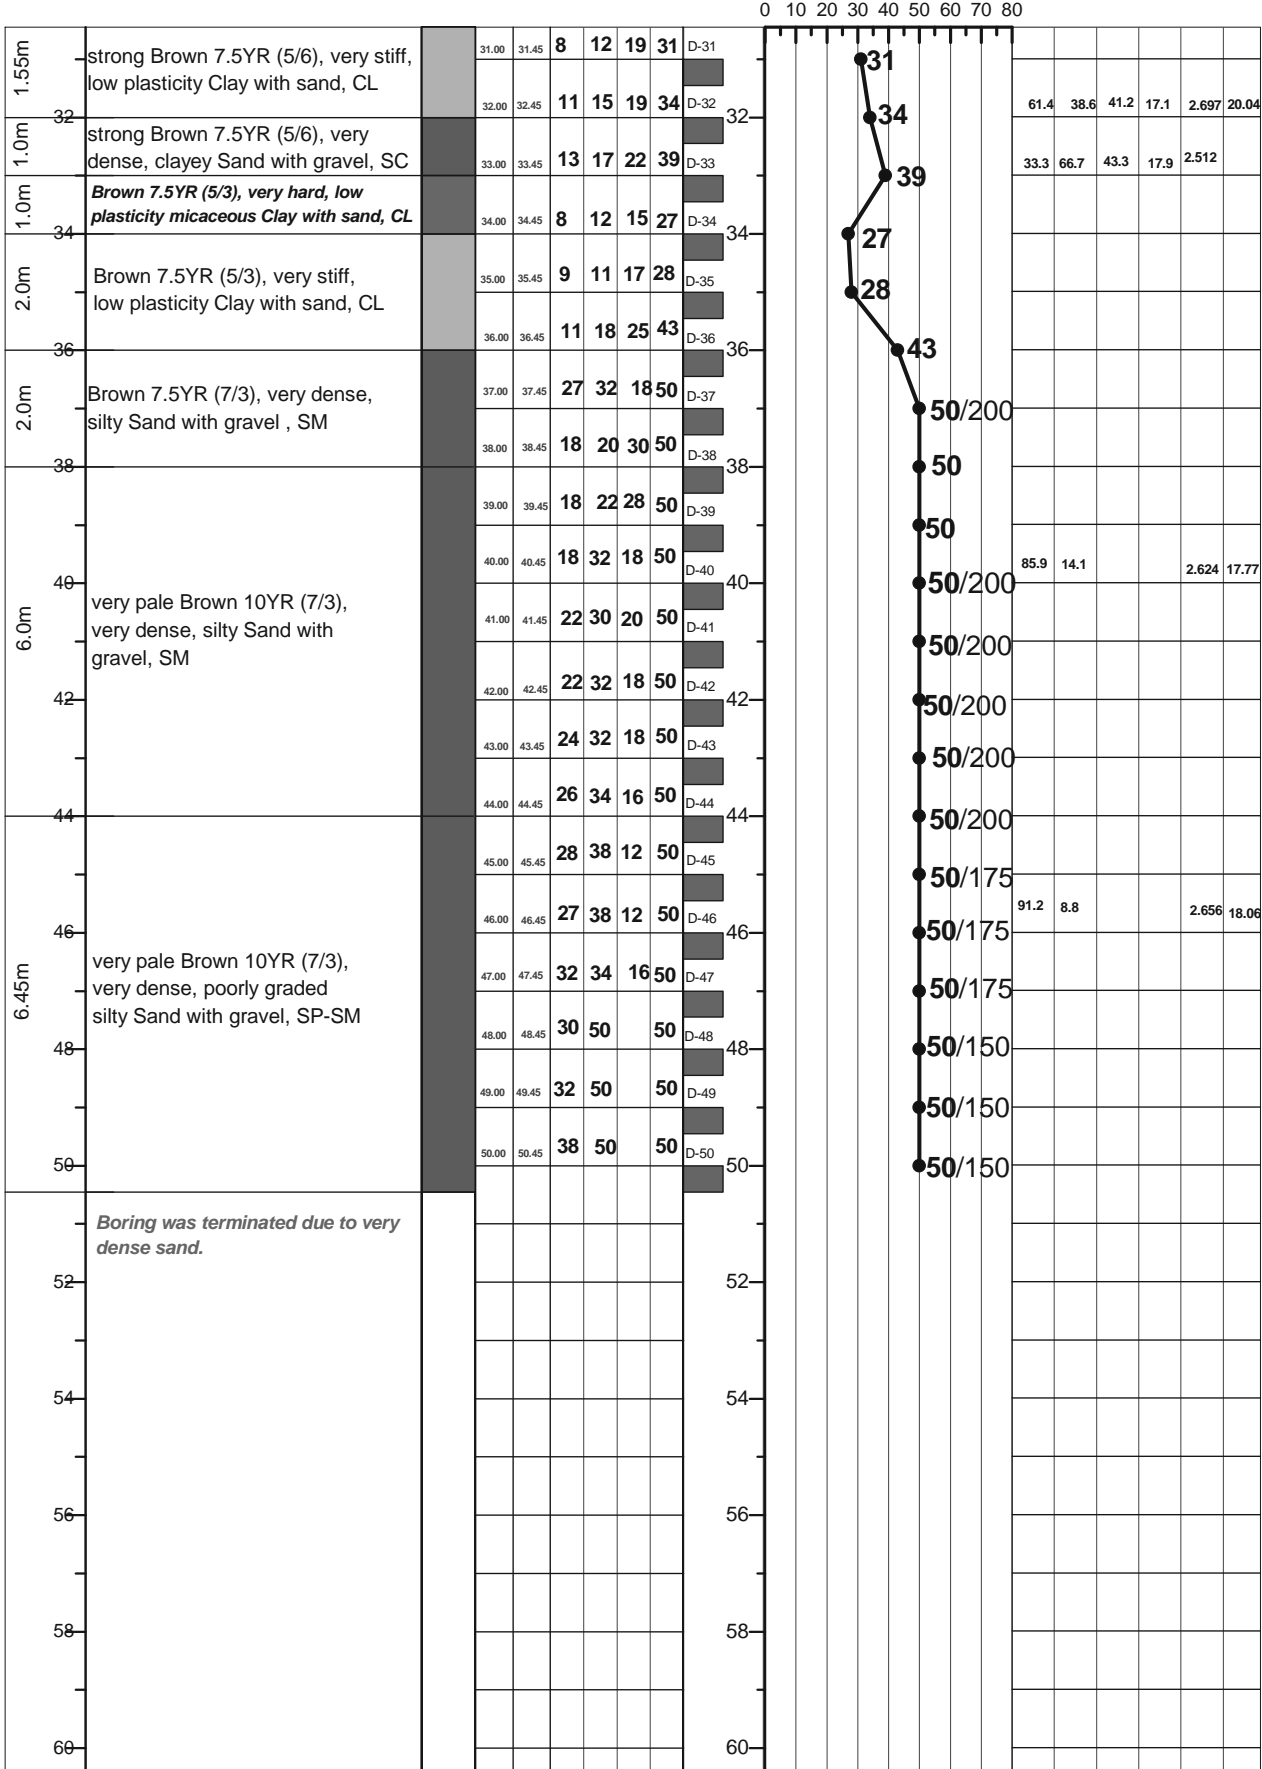 0 10 20 30 40 50 60 70 80
1.55m
strong Brown 7.5YR (5/6), very stiff,
low plasticity Clay with sand, CL
31.00 31.45 8 12 19 31 D-31
31
32.00 32.45 11 15 19 34 D-32
34
61.4 38.6 41.2 17.1 2.697 20.04
32
32
1.0m
strong Brown 7.5YR (5/6), very
dense, clayey Sand with gravel, SC
33.00 33.45 13 17 22 39 D-33
39
33.3 66.7 43.3 17.9 2.512
1.0m
Brown 7.5YR (5/3), very hard, low
plasticity micaceous Clay with sand, CL
34.00 34.45 8 12 15 27 D-34
27
34
34
2.0m
Brown 7.5YR (5/3), very stiff,
low plasticity Clay with sand, CL
35.00 35.45 9 11 17 28 D-35
28
36.00 36.45 11 18 25 43 D-36
43
36
36
2.0m
Brown 7.5YR (7/3), very dense,
silty Sand with gravel , SM
37.00 37.45 27 32 18 50 D-37
50/200
38.00 38.45 18 20 30 50 D-38
50
38
38
6.0m
very pale Brown 10YR (7/3),
very dense, silty Sand with
gravel, SM
39.00 39.45 18 22 28 50 D-39
50
40.00 40.45 18 32 18 50 D-40
50/200
85.9 14.1 2.624 17.77
40
40
41.00 41.45 22 30 20 50 D-41
50/200
42.00 42.45 22 32 18 50 D-42
50/200
42
42
43.00 43.45 24 32 18 50 D-43
50/200
44.00 44.45 26 34 16 50 D-44
50/200
44
44
6.45m
very pale Brown 10YR (7/3),
very dense, poorly graded
silty Sand with gravel, SP-SM
45.00 45.45 28 38 12 50 D-45
50/175
46.00 46.45 27 38 12 50 D-46
50/175
91.2 8.8 2.656 18.06
46
46
47.00 47.45 32 34 16 50 D-47
50/175
48.00 48.45 30 50 50 D-48
50/150
48
48
49.00 49.45 32 50 50 D-49
50/150
50.00 50.45 38 50 50 D-50
50/150
50
50
Boring was terminated due to very
dense sand.
52
52
54
54
56
56
58
58
60
60